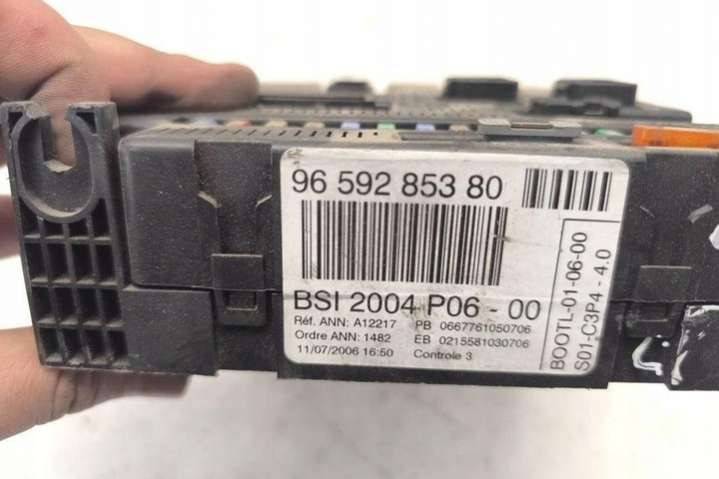 96 592 853 80
BSI 2004 P06 - 00
Réf. ANN: A12217 PB 0667761050706
Ordre ANN: 1482 EB 0215581030706
11/07/2006 16:50 Controle 3
BOOTL-01-06-00
S01-C3P4 - 4.0